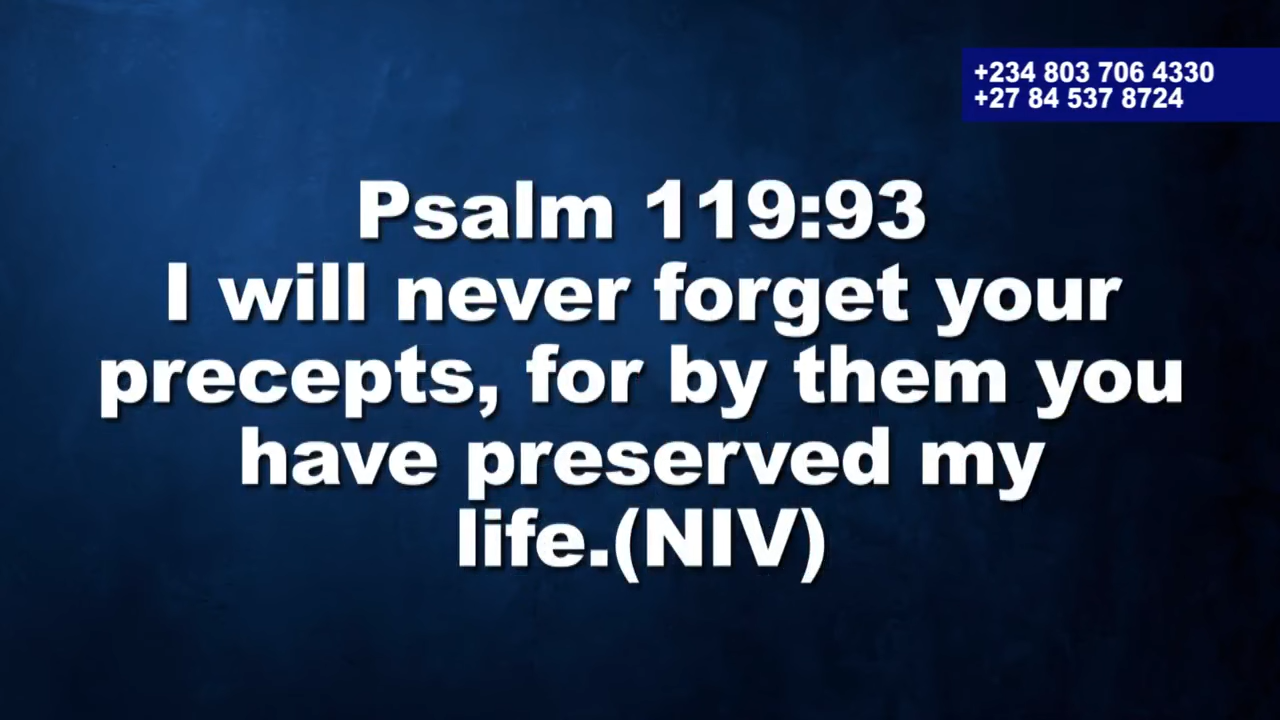 +234 803 706 4330
+27 84 537 8724
Psalm 119:93
I will never forget your
precepts, for by them you
have preserved my
life.(NIV)